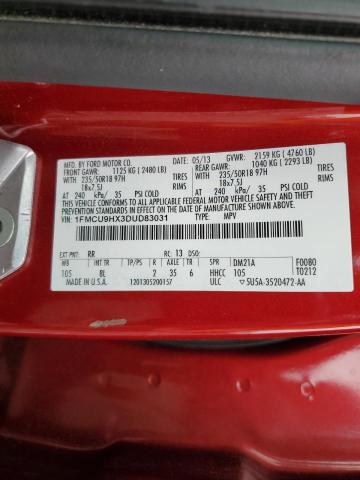 MFD. BY FORD MOTOR CO.
05/13 GVWR: 2159 KG ( 4760 LB)
FRONT GAWR: 1125 KG ( 2480 LB)
REAR GAWR: 1040 KG ( 2293 LB)
WITH 235/50R18 97H TIRES
WITH 235/50R18 97H TIRES
18x7.5J RIMS
18x7.5J RIMS
AT 240 kPa/ 35 PSI COLD
AT 240 kPa/ 35 PSI COLD
THIS VEHICLE CONFORMS TO ALL APPLICABLE FEDERAL MOTOR VEHICLE
SAFETY, BUMPER, AND THEFT PREVENTION STANDARDS IN EFFECT ON THE DATE OF
MANUFACTURE SHOWN ABOVE.
VIN: 1FMCU9HX3DUD83031
TYPE: MPV
EXT PNT: RR RC: 13 DSO:
WB INT TR TP/PS R AXLE TR SPR DM21A F0080
105 8L 2 35 6 HHCC 105 T0212
1201305200157 ULC 5U5A-3520472-AA